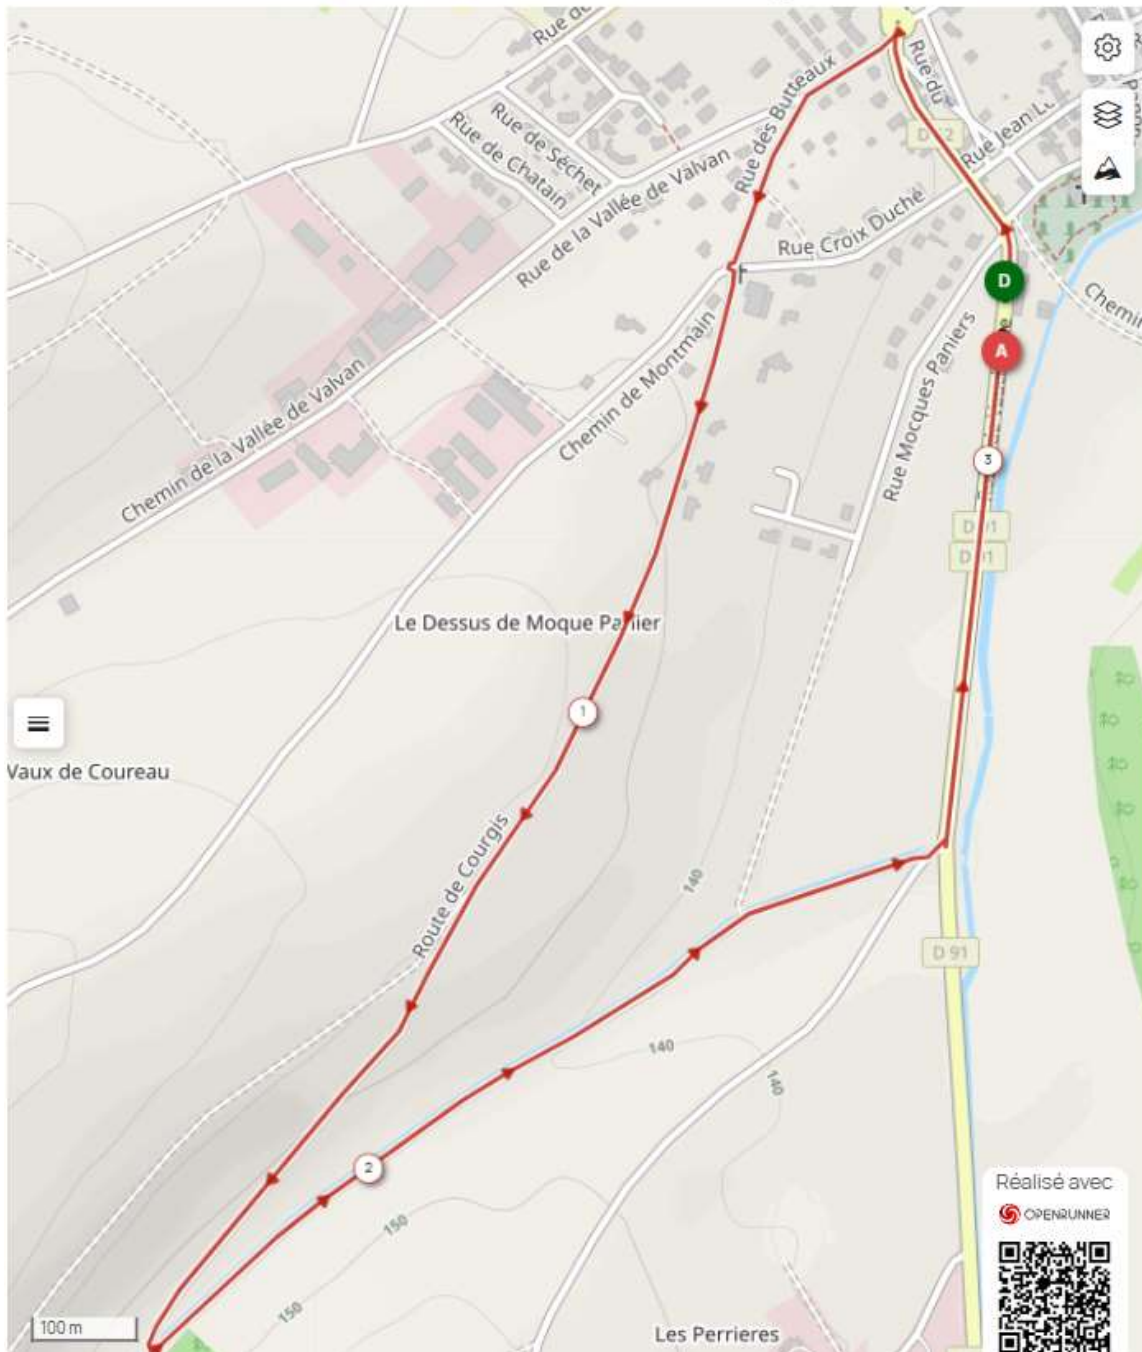 Rue de
Rue du
Rue des Butteaux
Rue Jean L
Rue de Séchet
Rue de Chatain
Rue de la Vallée de Valvan
Rue Croix Duché
D
Chemin
A
Chemin de Montmain
Rue Mocques Paniers
Chemin de la Vallée de Valvan
3
Le Dessus de Moque Panier
1
Vaux de Coureau
Route de Courgis
140
D 91
140
140
2
150
150
Réalisé avec
OPENRUNNER
100 m
Les Perrieres